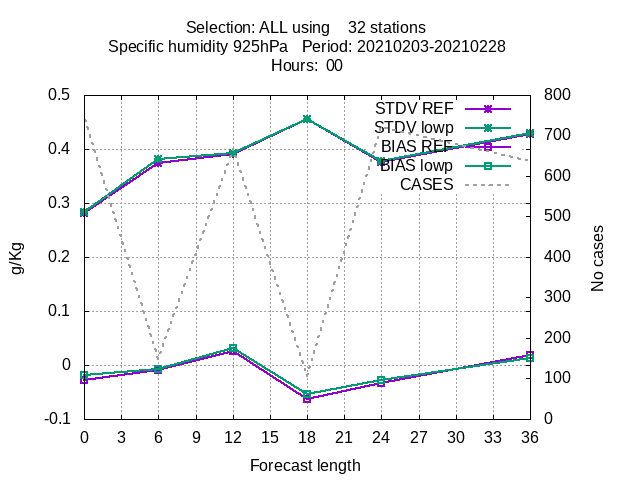 Selection: ALL using    32 stations
Specific humidity 925hPa   Period: 20210203-20210228
Hours:  00
0.5
0.4
0.3
0.2
0.1
0
-0.1
g/Kg
STDV REF
STDV lowp
BIAS REF
BIAS lowp
CASES
800
700
600
500
400
300
200
100
0
No cases
0 3 6 9 12 15 18 21 24 27 30 33 36
Forecast length